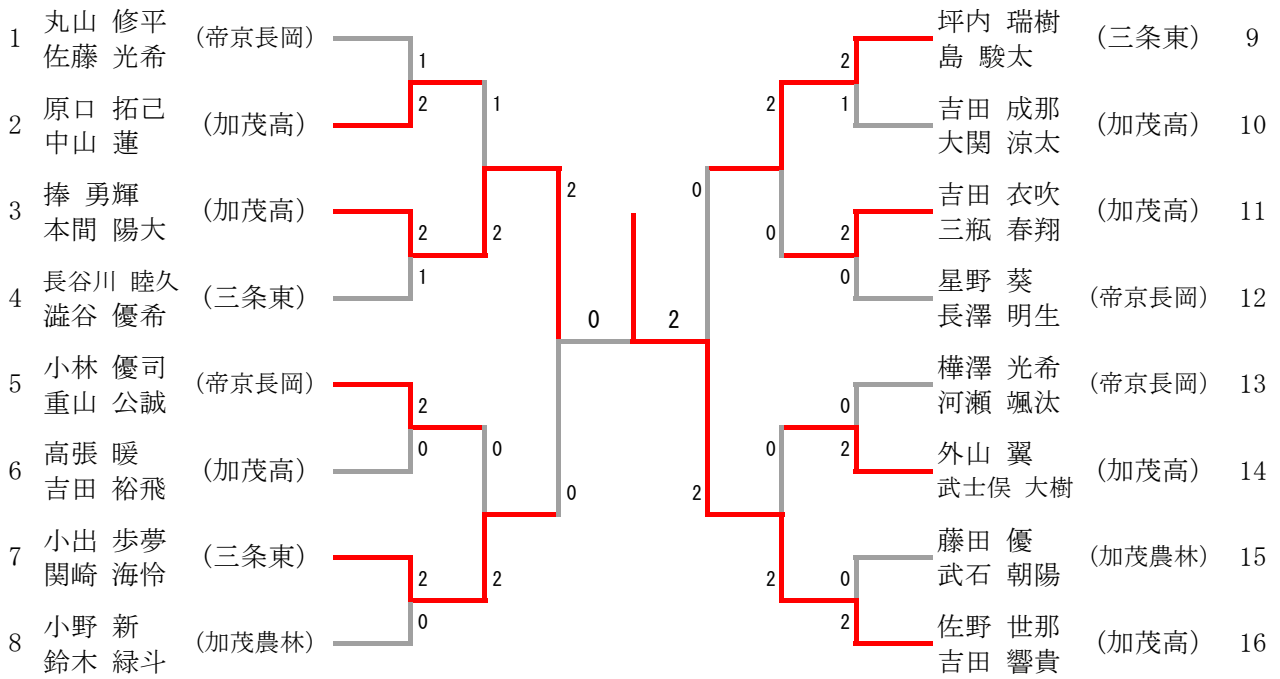 1 丸山 修平 (帝京長岡)
佐藤 光希
2 原口 拓己 (加茂高)
中山 蓮
3 捧 勇輝 (加茂高)
本間 陽大
4 長谷川 睦久 (三条東)
澁谷 優希
5 小林 優司 (帝京長岡)
重山 公誠
6 高張 暖 (加茂高)
吉田 裕飛
7 小出 歩夢 (三条東)
関崎 海怜
8 小野 新 (加茂農林)
鈴木 緑斗
1
2
2
1
2
0
2
0
1
2
0
2
2
0
0
2
0
2
2
0
0
2
2
1
2
0
0
2
0
2
坪内 瑞樹 (三条東) 9
島 駿太
吉田 成那 (加茂高) 10
大関 涼太
吉田 衣吹 (加茂高) 11
三瓶 春翔
星野 葵 (帝京長岡) 12
長澤 明生
樺澤 光希 (帝京長岡) 13
河瀬 颯汰
外山 翼 (加茂高) 14
武士俣 大樹
藤田 優 (加茂農林) 15
武石 朝陽
佐野 世那 (加茂高) 16
吉田 響貴